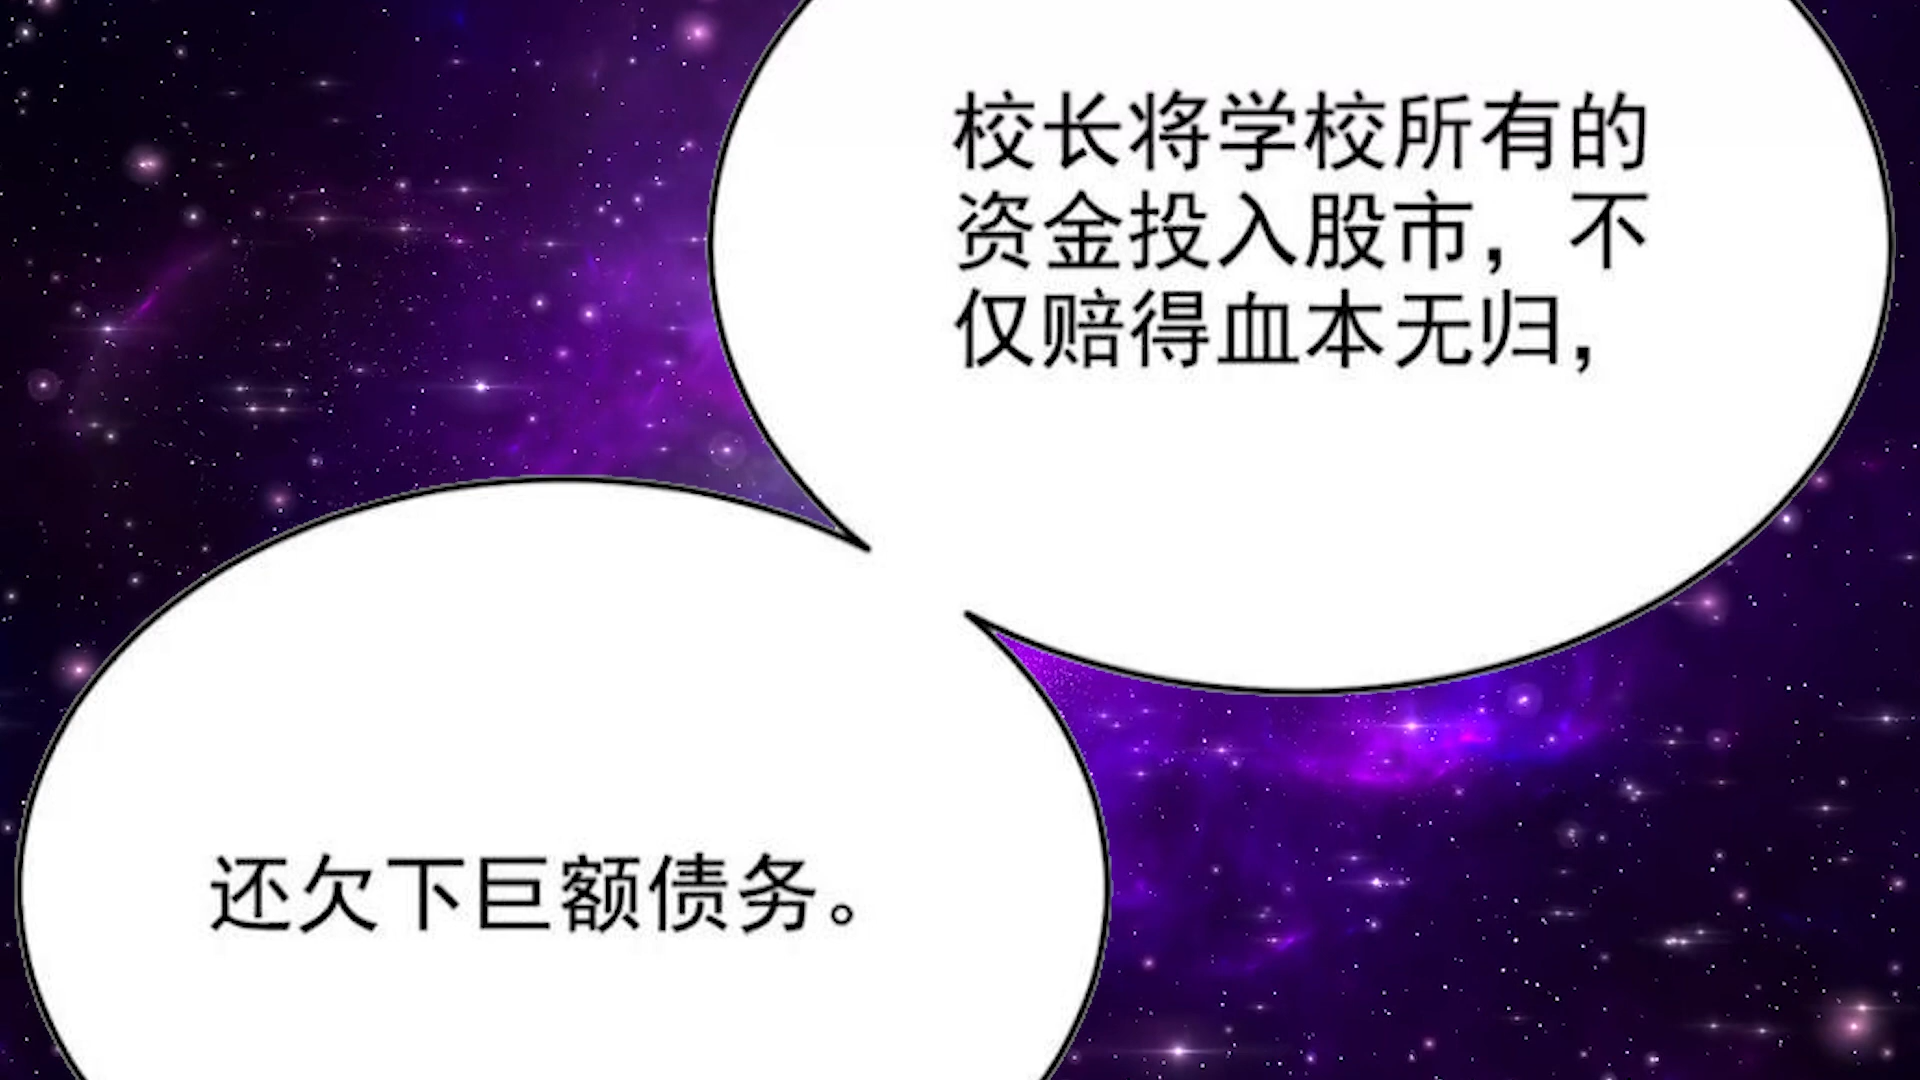 校长将学校所有的
资金投入股市，不
仅赔得血本无归，
还欠下巨额债务。